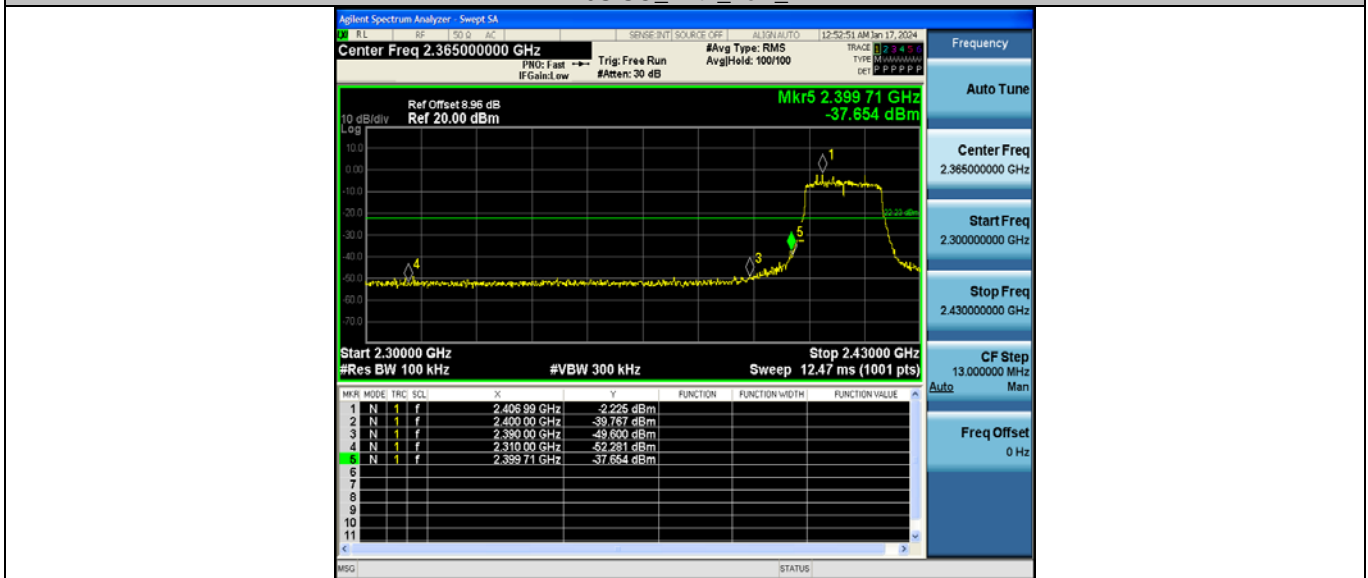 Agilent Spectrum Analyzer - Swept SA
RL RF 50 Ω AC SENSE:INT SOURCE OFF ALIGN AUTO 12:52:51 AM Jan 17, 2024
Center Freq 2.365000000 GHz
PNO: Fast
IFGain:Low
Trig: Free Run
#Atten: 30 dB
#Avg Type: RMS
Avg|Hold: 100/100
TRACE 1 2 3 4 5 6
TYPE M
DET P P P P P P
Mkr5 2.399 71 GHz
-37.654 dBm
Ref Offset 8.96 dB
10 dB/div Ref 20.00 dBm
Log
10.0
0.00
-10.0
-20.0
-30.0
-40.0
-50.0
-60.0
-70.0
1
5
3
4
Start 2.30000 GHz Stop 2.43000 GHz
#Res BW 100 kHz #VBW 300 kHz Sweep 12.47 ms (1001 pts)
MKR MODE TRC SCL X Y FUNCTION FUNCTION WIDTH FUNCTION VALUE
1 N 1 f 2.406 99 GHz -2.225 dBm
2 N 1 f 2.400 00 GHz -39.767 dBm
3 N 1 f 2.390 00 GHz -49.600 dBm
4 N 1 f 2.310 00 GHz -52.281 dBm
5 N 1 f 2.399 71 GHz -37.654 dBm
6
7
8
9
10
11
MSG STATUS
Frequency
Auto Tune
Center Freq
2.365000000 GHz
Start Freq
2.300000000 GHz
Stop Freq
2.430000000 GHz
CF Step
13.000000 MHz
Auto Man
Freq Offset
0 Hz